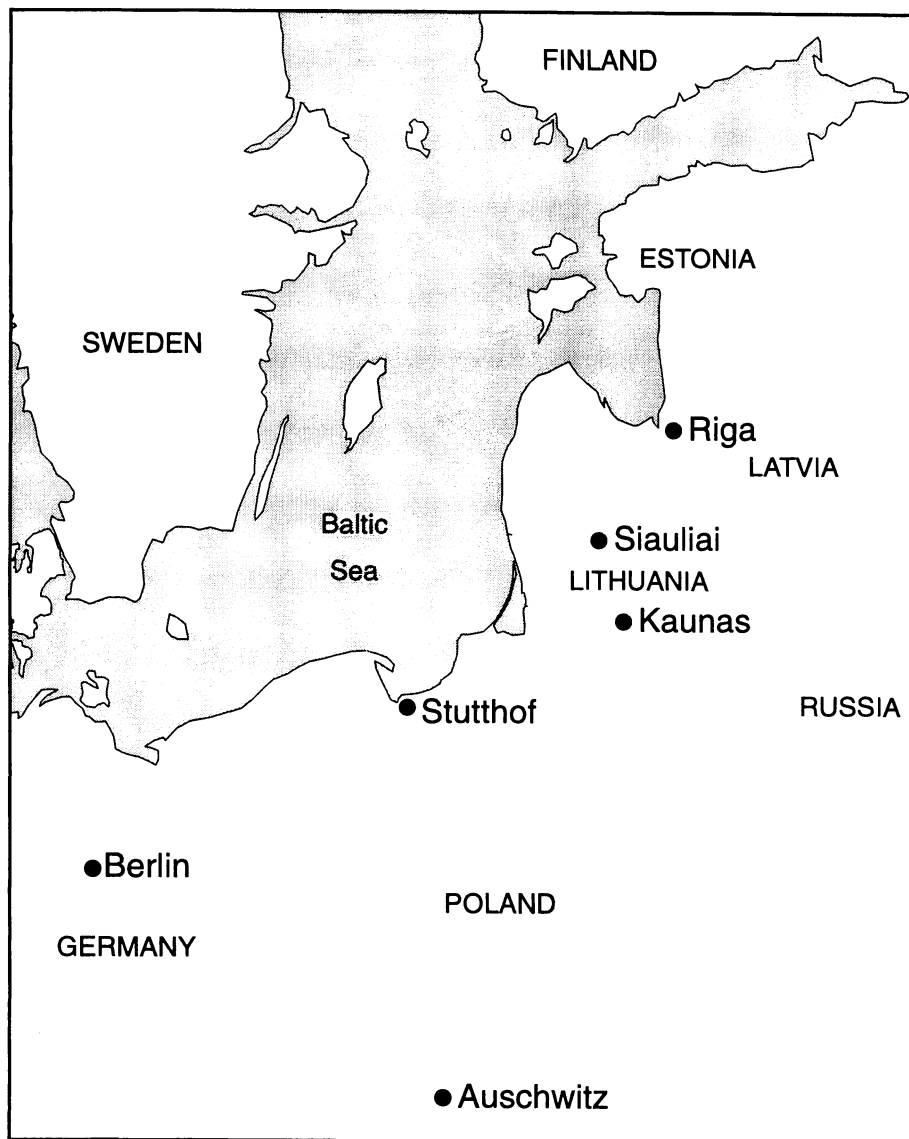 FINLAND
ESTONIA
SWEDEN
Riga
LATVIA
Baltic
Sea
Siauliai
LITHUANIA
Kaunas
Stutthof
RUSSIA
Berlin
POLAND
GERMANY
Auschwitz